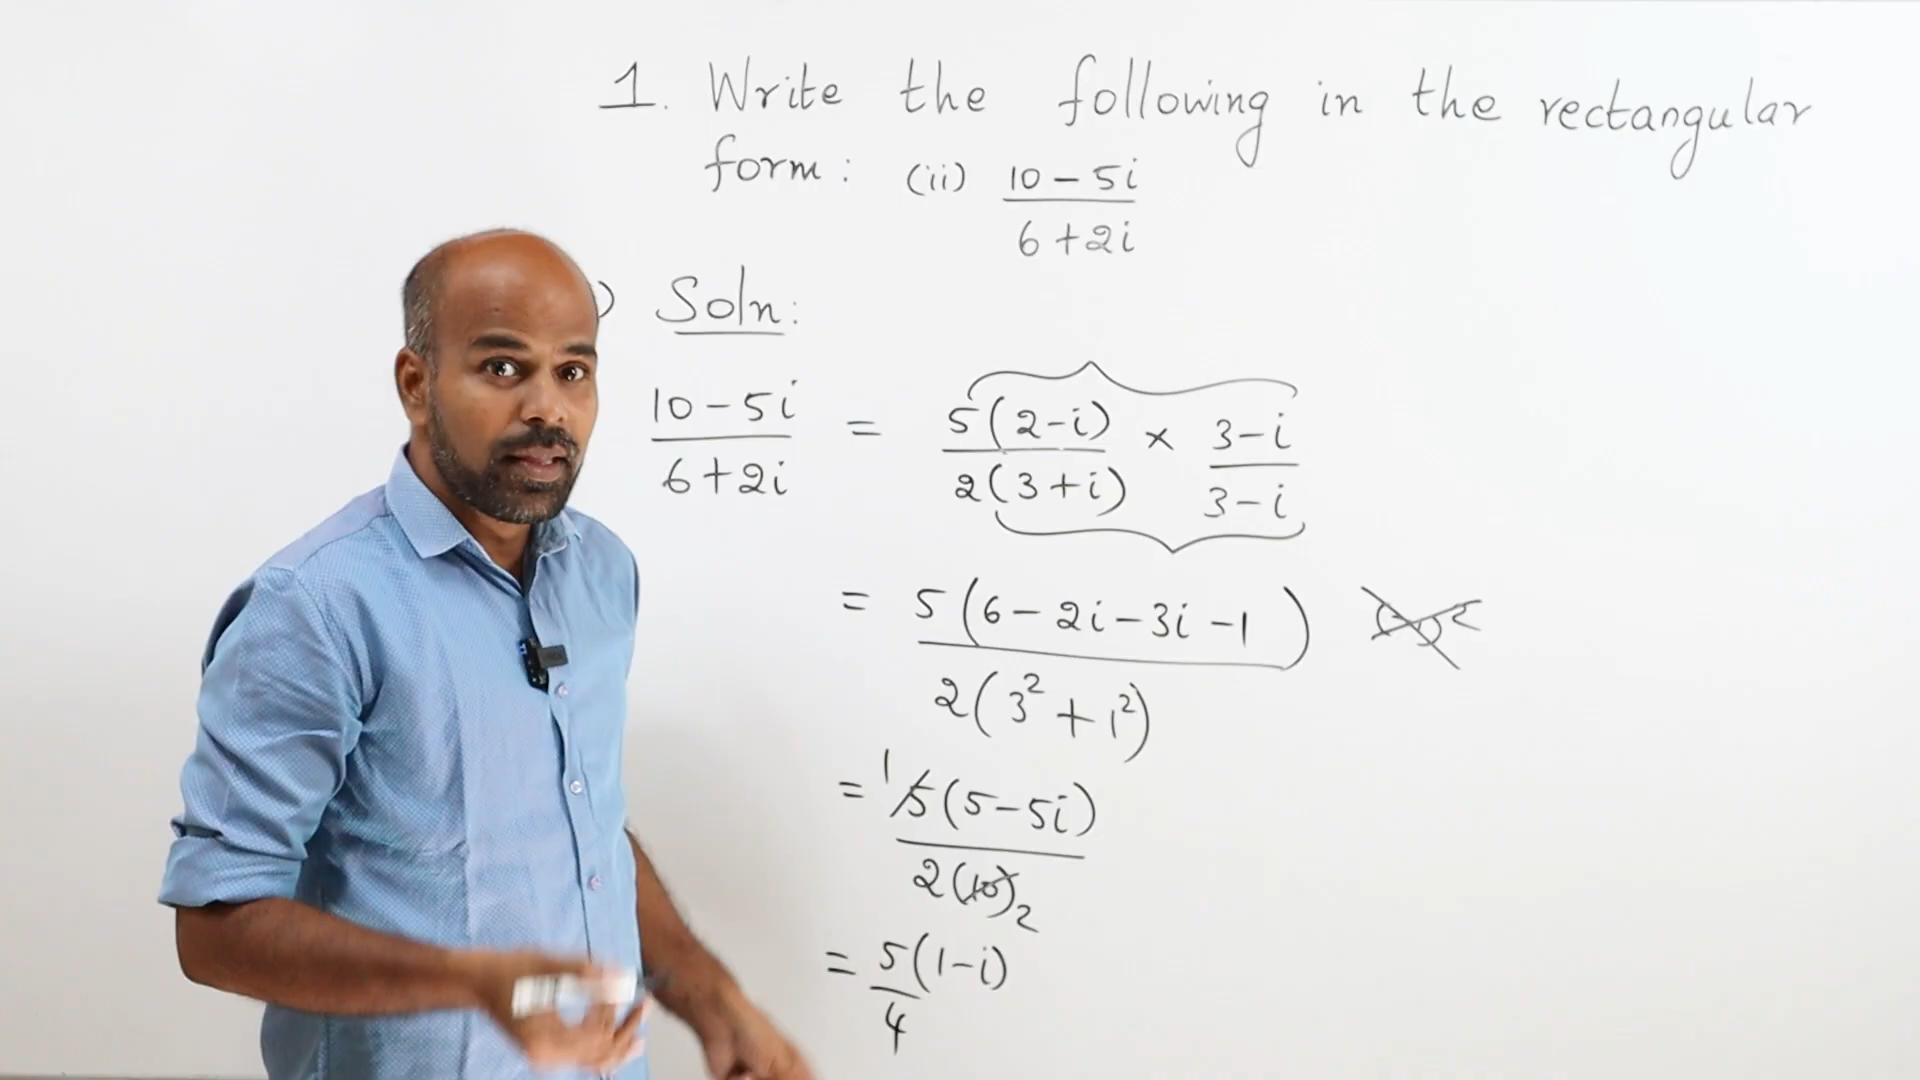 1. Write the following in the rectangular
form : (ii) 10 - 5i / 6 + 2i
) Soln:
10 - 5i / 6 + 2i = 5(2-i) / 2(3+i) × 3-i / 3-i
= 5(6 - 2i - 3i - 1) / 2(3² + 1²)
= 1 5(5 - 5i) / 2(10) 2
= 5(1-i) / 4